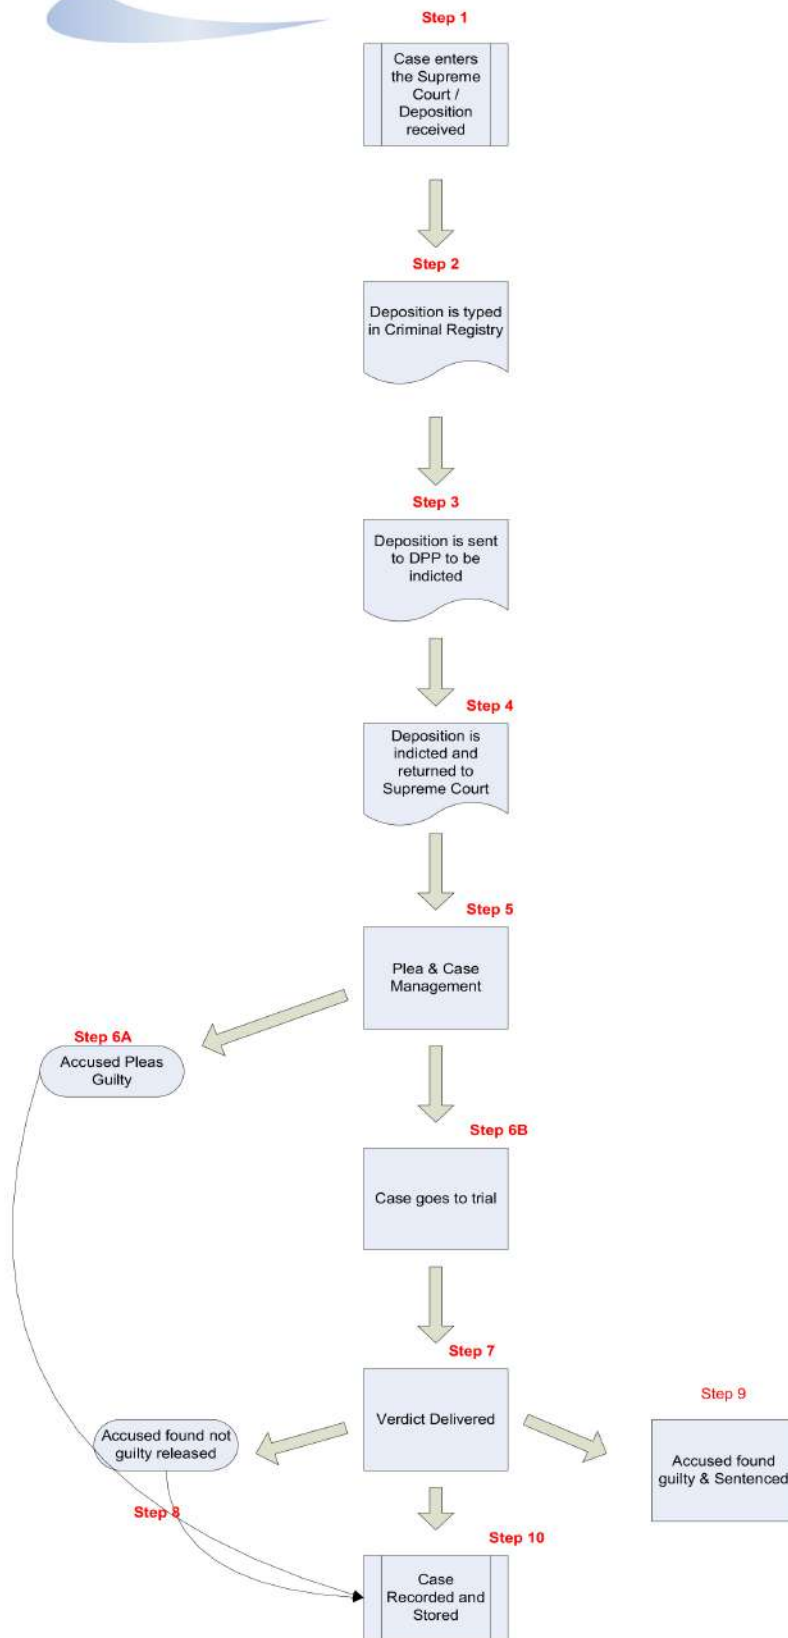 Step 1
Case enters
the Supreme
Court /
Deposition
received
Step 2
Deposition is typed
in Criminal Registry
Step 3
Deposition is sent
to DPP to be
indicted
Step 4
Deposition is
indicted and
returned to
Supreme Court
Step 5
Plea & Case
Management
Step 6A
Accused Pleas
Guilty
Step 6B
Case goes to trial
Step 7
Verdict Delivered
Accused found not
guilty released
Step 8
Step 9
Accused found
guilty & Sentenced
Step 10
Case
Recorded and
Stored